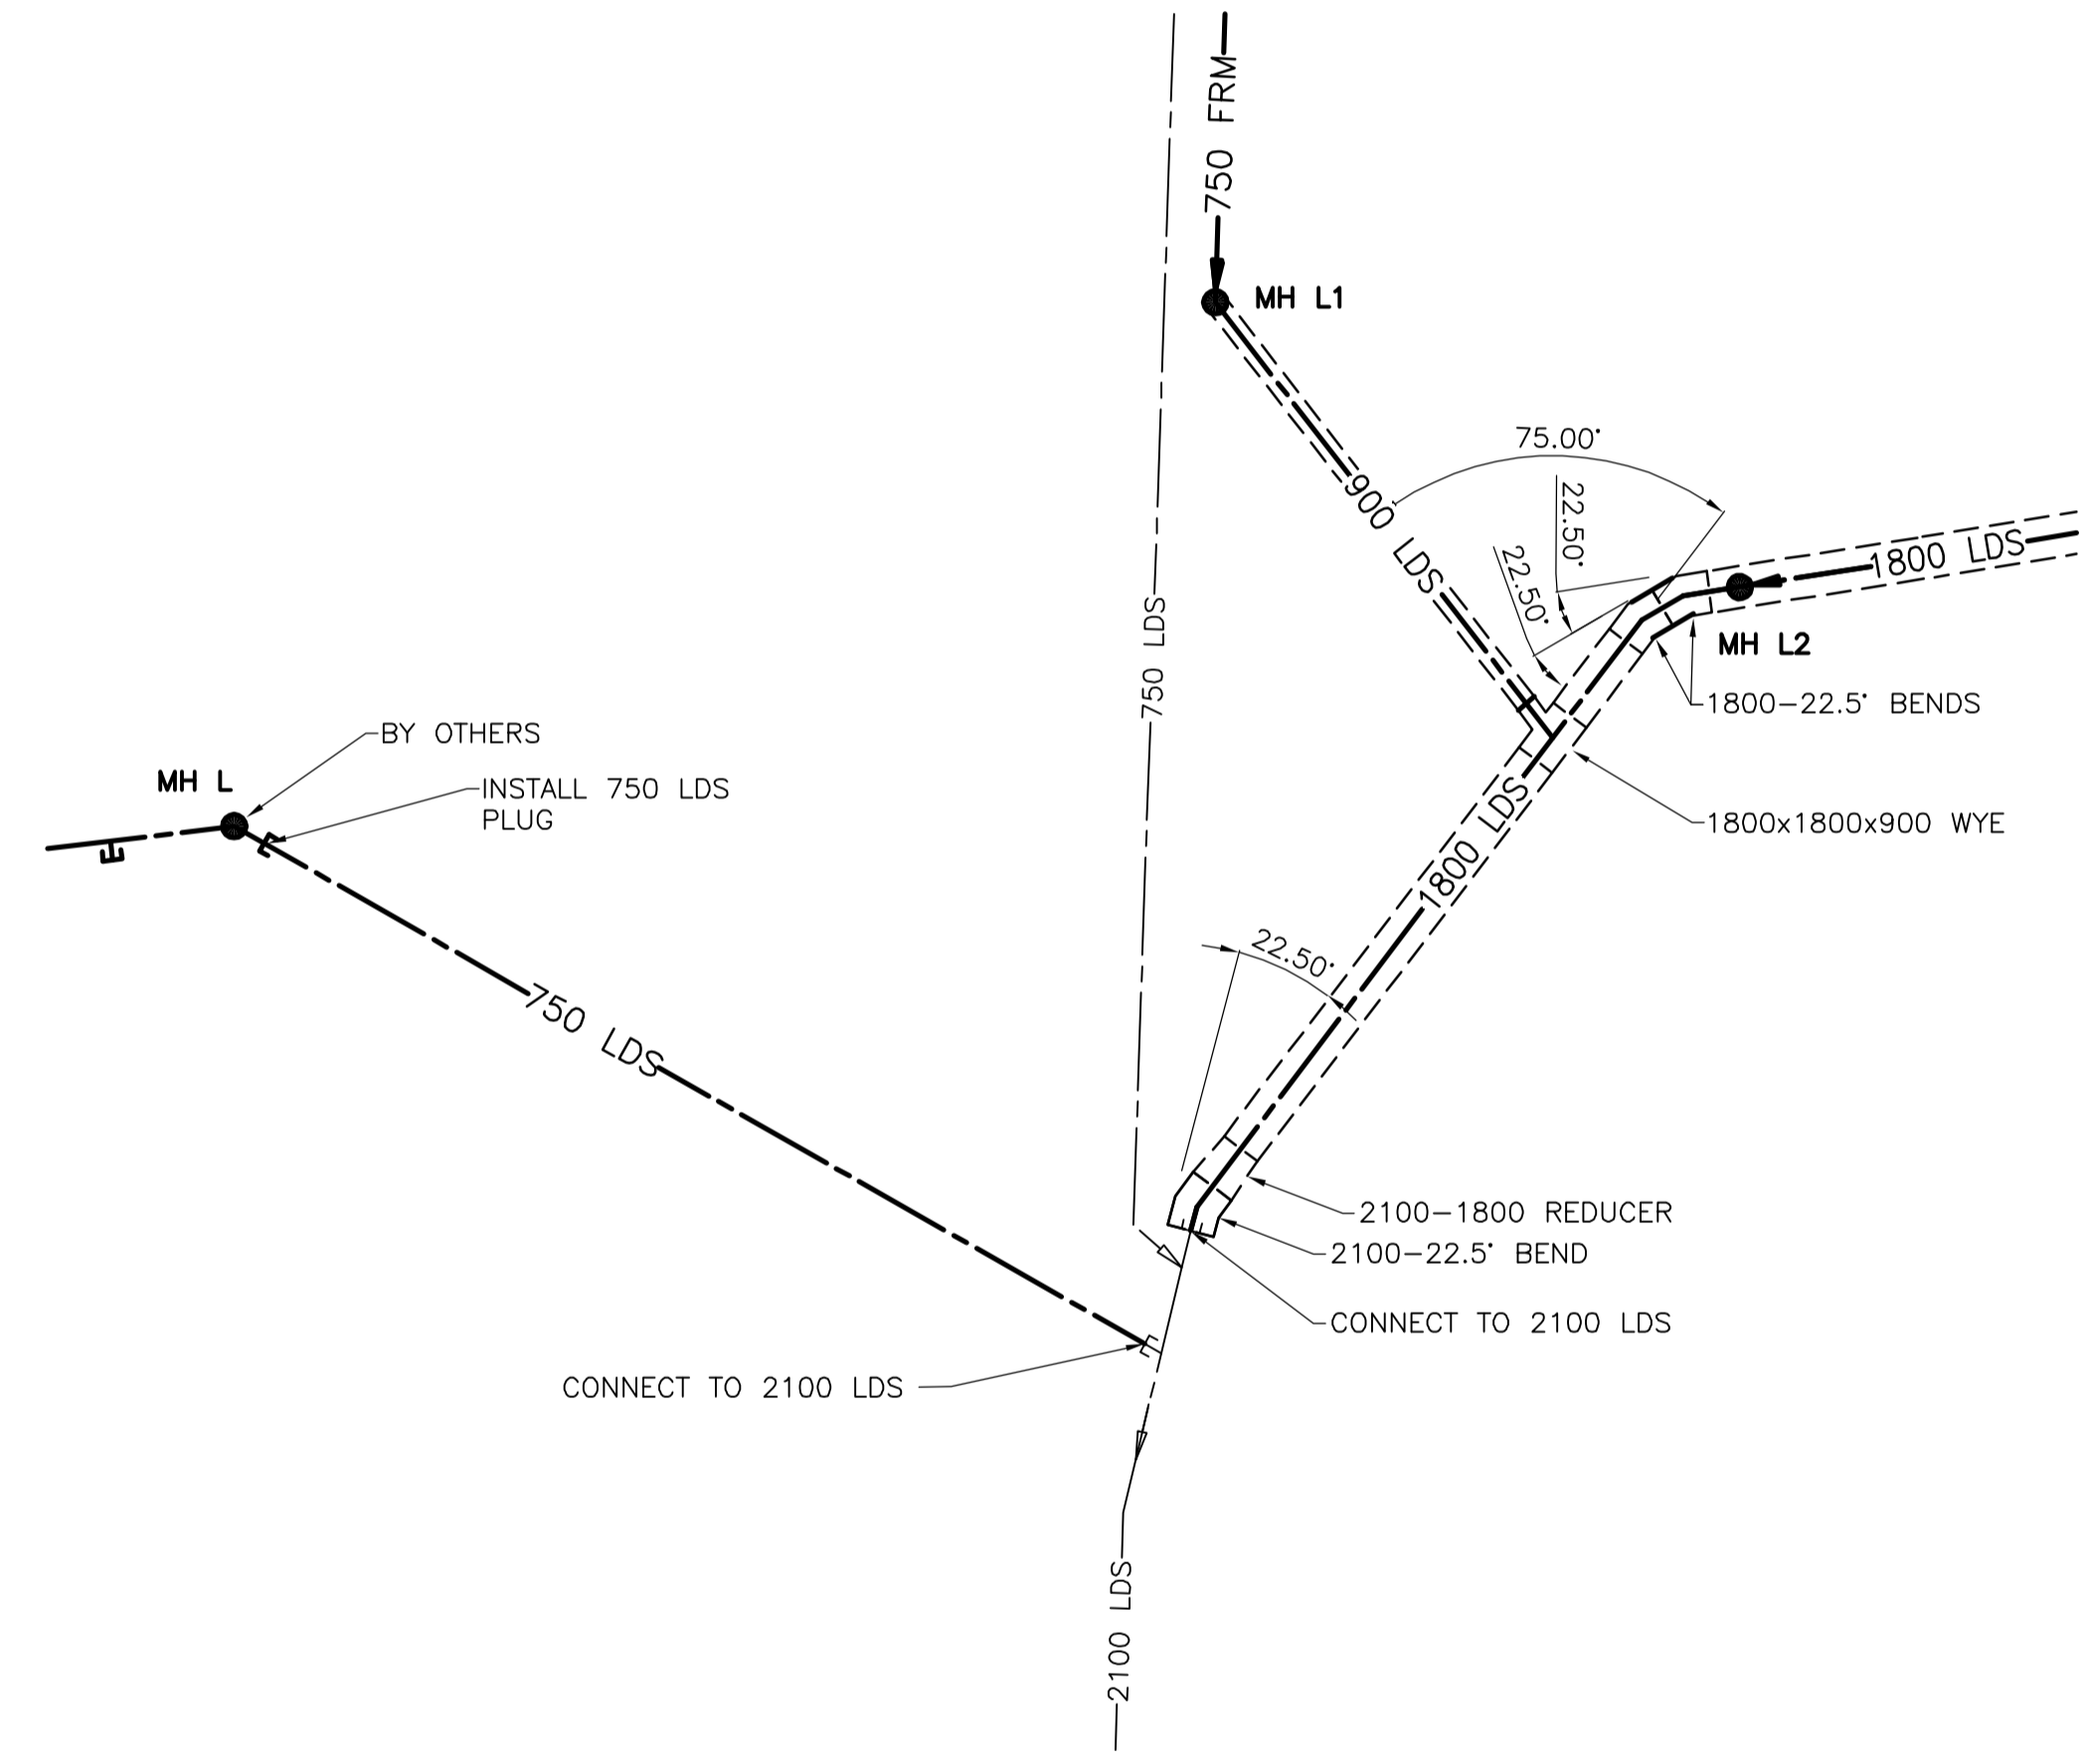 750 FRM
MH L1
75.00°
22.50°
22.50°
900 LDS
1800 LDS
MH L2
1800-22.5° BENDS
750 LDS
BY OTHERS
MH L
INSTALL 750 LDS
PLUG
1800x1800x900 WYE
1800 LDS
22.50°
750 LDS
2100-1800 REDUCER
2100-22.5° BEND
CONNECT TO 2100 LDS
CONNECT TO 2100 LDS
2100 LDS